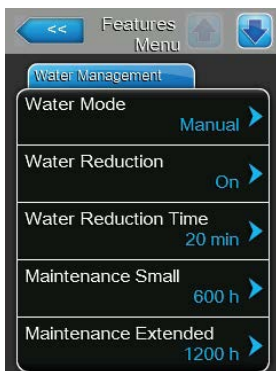 <<
Features
Menu
Water Management
Water Mode
Manual
Water Reduction
On
Water Reduction Time
20 min
Maintenance Small
600 h
Maintenance Extended
1200 h